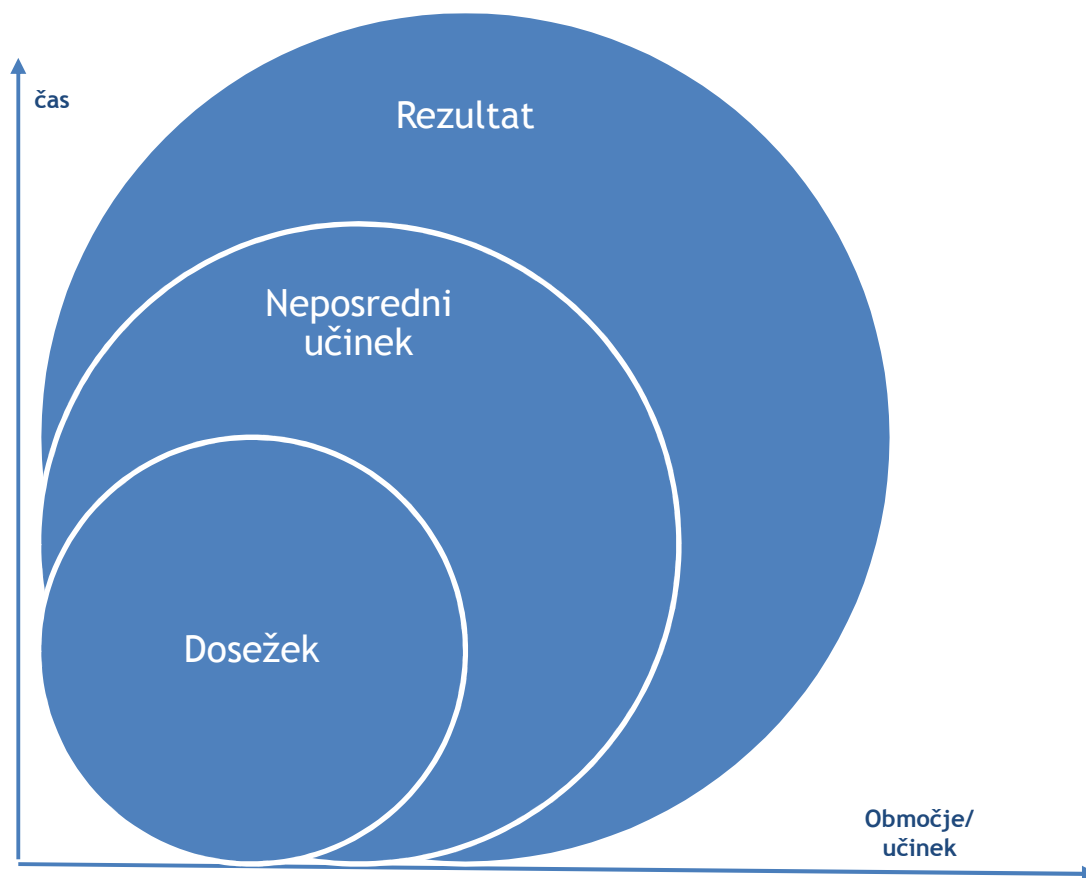 čas
Rezultat
Neposredni
učinek
Dosežek
Območje/
učinek